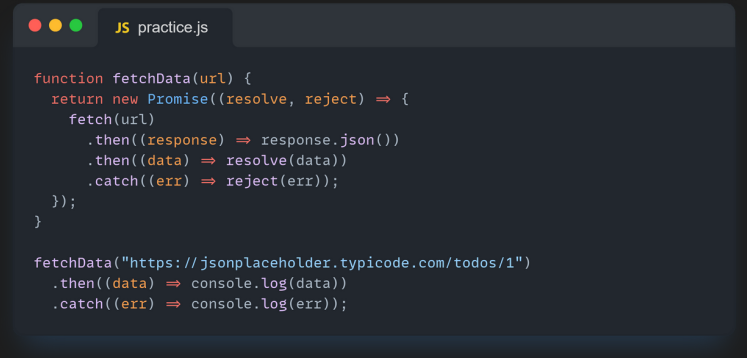 JS practice.js
function fetchData(url) {
  return new Promise((resolve, reject) => {
    fetch(url)
      .then((response) => response.json())
      .then((data) => resolve(data))
      .catch((err) => reject(err));
  });
}
fetchData("https://jsonplaceholder.typicode.com/todos/1")
  .then((data) => console.log(data))
  .catch((err) => console.log(err));